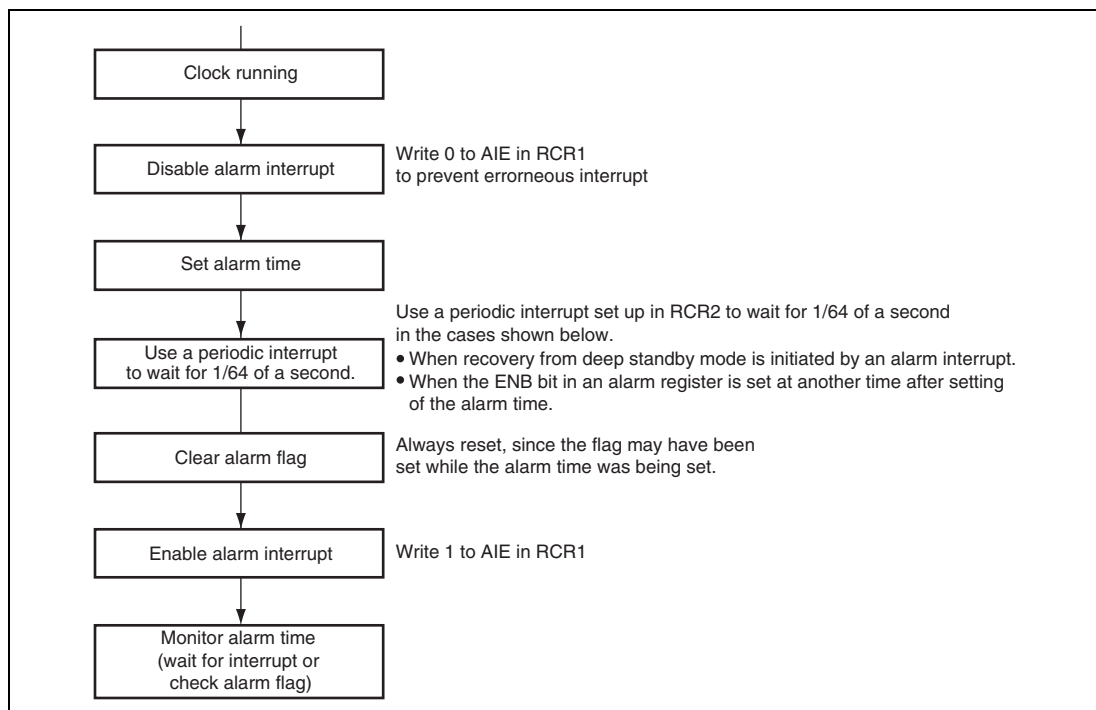 Clock running
Disable alarm interrupt
Write 0 to AIE in RCR1
to prevent errorneous interrupt
Set alarm time
Use a periodic interrupt set up in RCR2 to wait for 1/64 of a second
in the cases shown below.
Use a periodic interrupt
to wait for 1/64 of a second.
• When recovery from deep standby mode is initiated by an alarm interrupt.
• When the ENB bit in an alarm register is set at another time after setting
of the alarm time.
Clear alarm flag
Always reset, since the flag may have been
set while the alarm time was being set.
Enable alarm interrupt
Write 1 to AIE in RCR1
Monitor alarm time
(wait for interrupt or
check alarm flag)